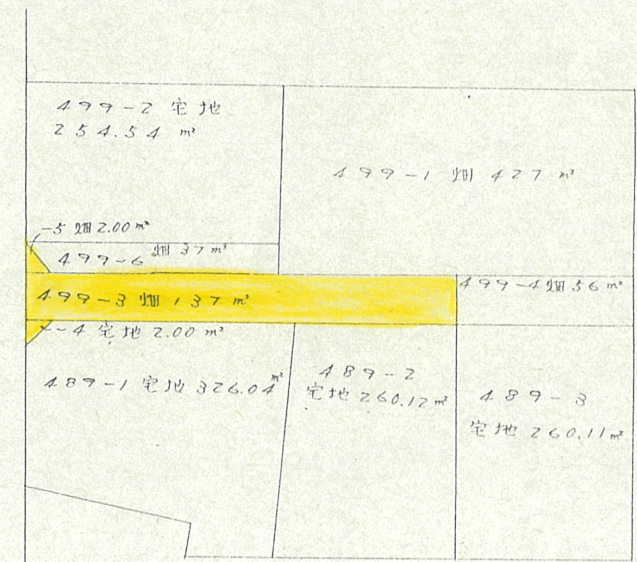 499-2 宅地
254.54 m²
499-1 畑 427 m²
-5 畑 2.00 m²
499-6 畑 37 m²
499-3 畑 137 m²
499-4 畑 56 m²
-4 宅地 2.00 m²
489-1 宅地 326.04 m²
489-2
宅地 260.12 m²
489-3
宅地 260.11 m²